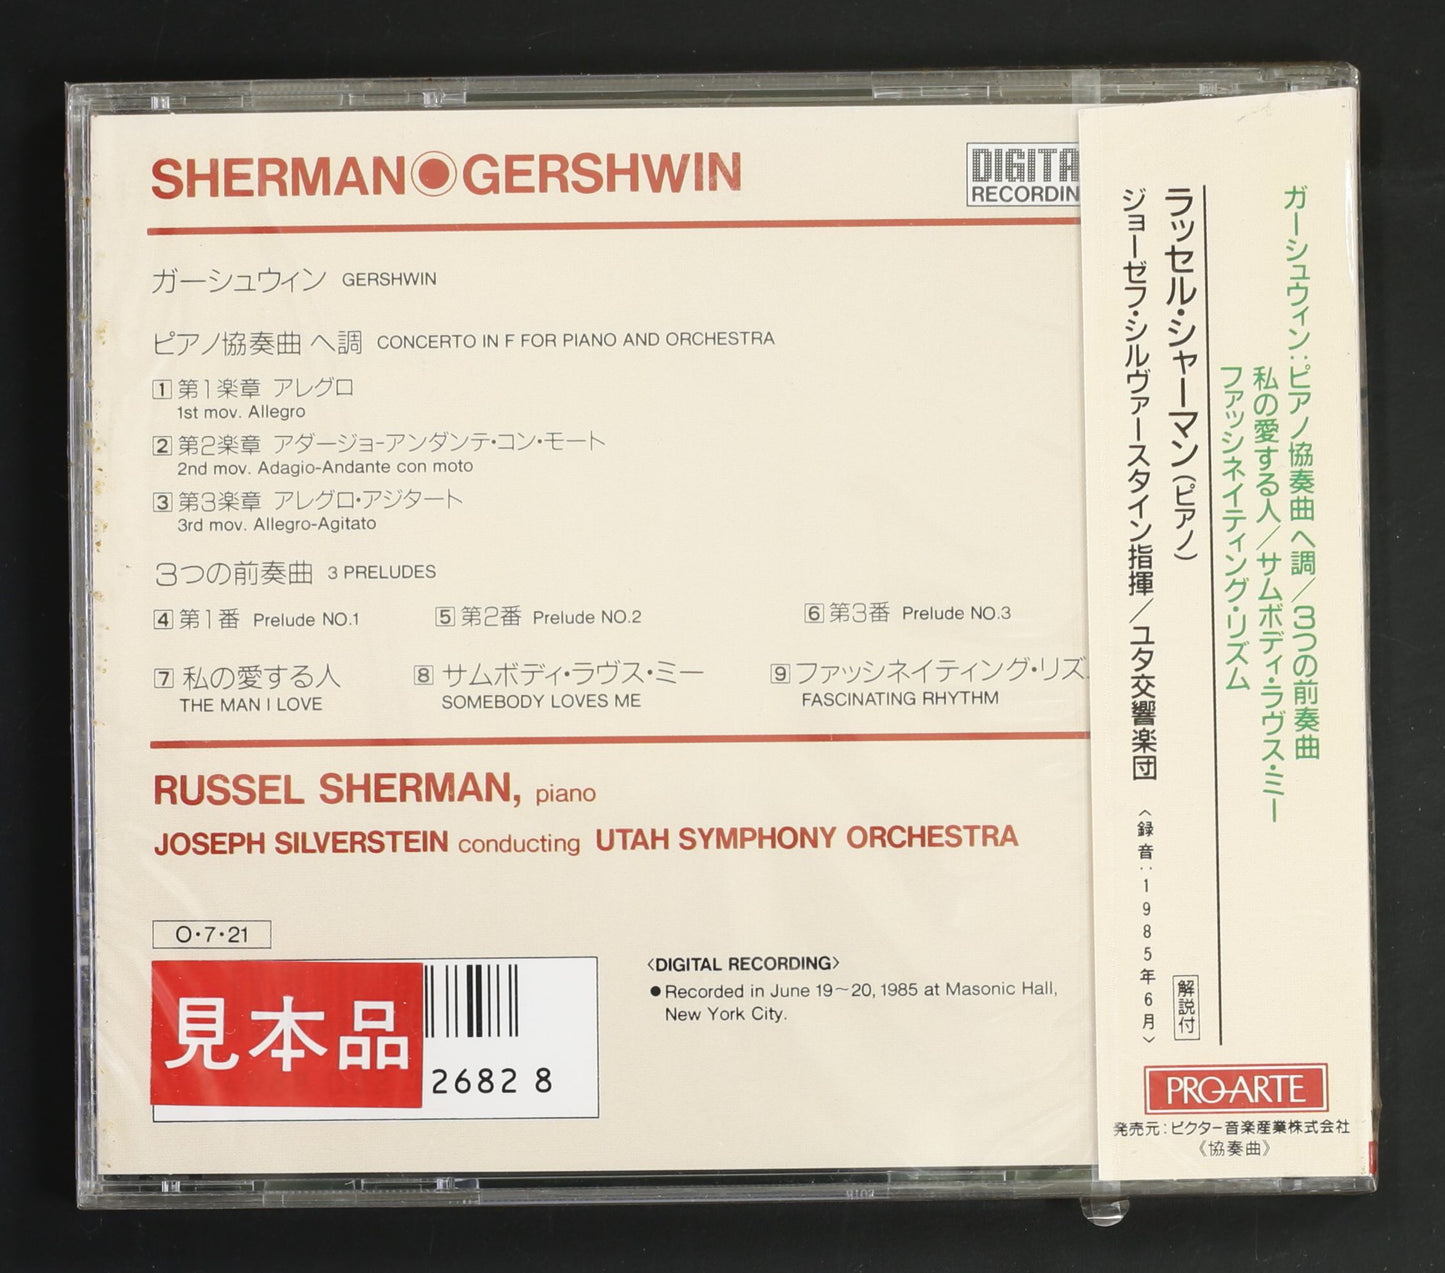 SHERMAN GERSHWIN
RECORDIN
ガーシュウィン GERSHWIN
ピアノ協奏曲 ヘ調 CONCERTO IN F FOR PIANO AND ORCHESTRA
1 第1楽章 アレグロ
1st mov. Allegro
2 第2楽章 アダージョ−アンダンテ・コン・モート
2nd mov. Adagio-Andante con moto
3 第3楽章 アレグロ・アジタート
3rd mov. Allegro-Agitato
3つの前奏曲 3 PRELUDES
4 第1番 Prelude NO.1 5 第2番 Prelude NO.2 6 第3番 Prelude NO.3
7 私の愛する人 8 サムボディ・ラヴス・ミー 9 ファッシネイティング・リズ
THE MAN I LOVE SOMEBODY LOVES ME FASCINATING RHYTHM
RUSSEL SHERMAN, piano
JOSEPH SILVERSTEIN conducting UTAH SYMPHONY ORCHESTRA
O・7・21
見本品
2682 8
〈DIGITAL RECORDING〉
●Recorded in June 19〜20, 1985 at Masonic Hall,
New York City.
ガーシュウィン：ピアノ協奏曲 ヘ調／3つの前奏曲
私の愛する人／サムボディ・ラヴス・ミー
ファッシネイティング・リズム
ラッセル・シャーマン（ピアノ）
ジョーゼフ・シルヴァースタイン指揮／ユタ交響楽団 〈録音：1985年6月〉
解説付
PRO-ARTE
発売元：ビクター音楽産業株式会社
《協奏曲》